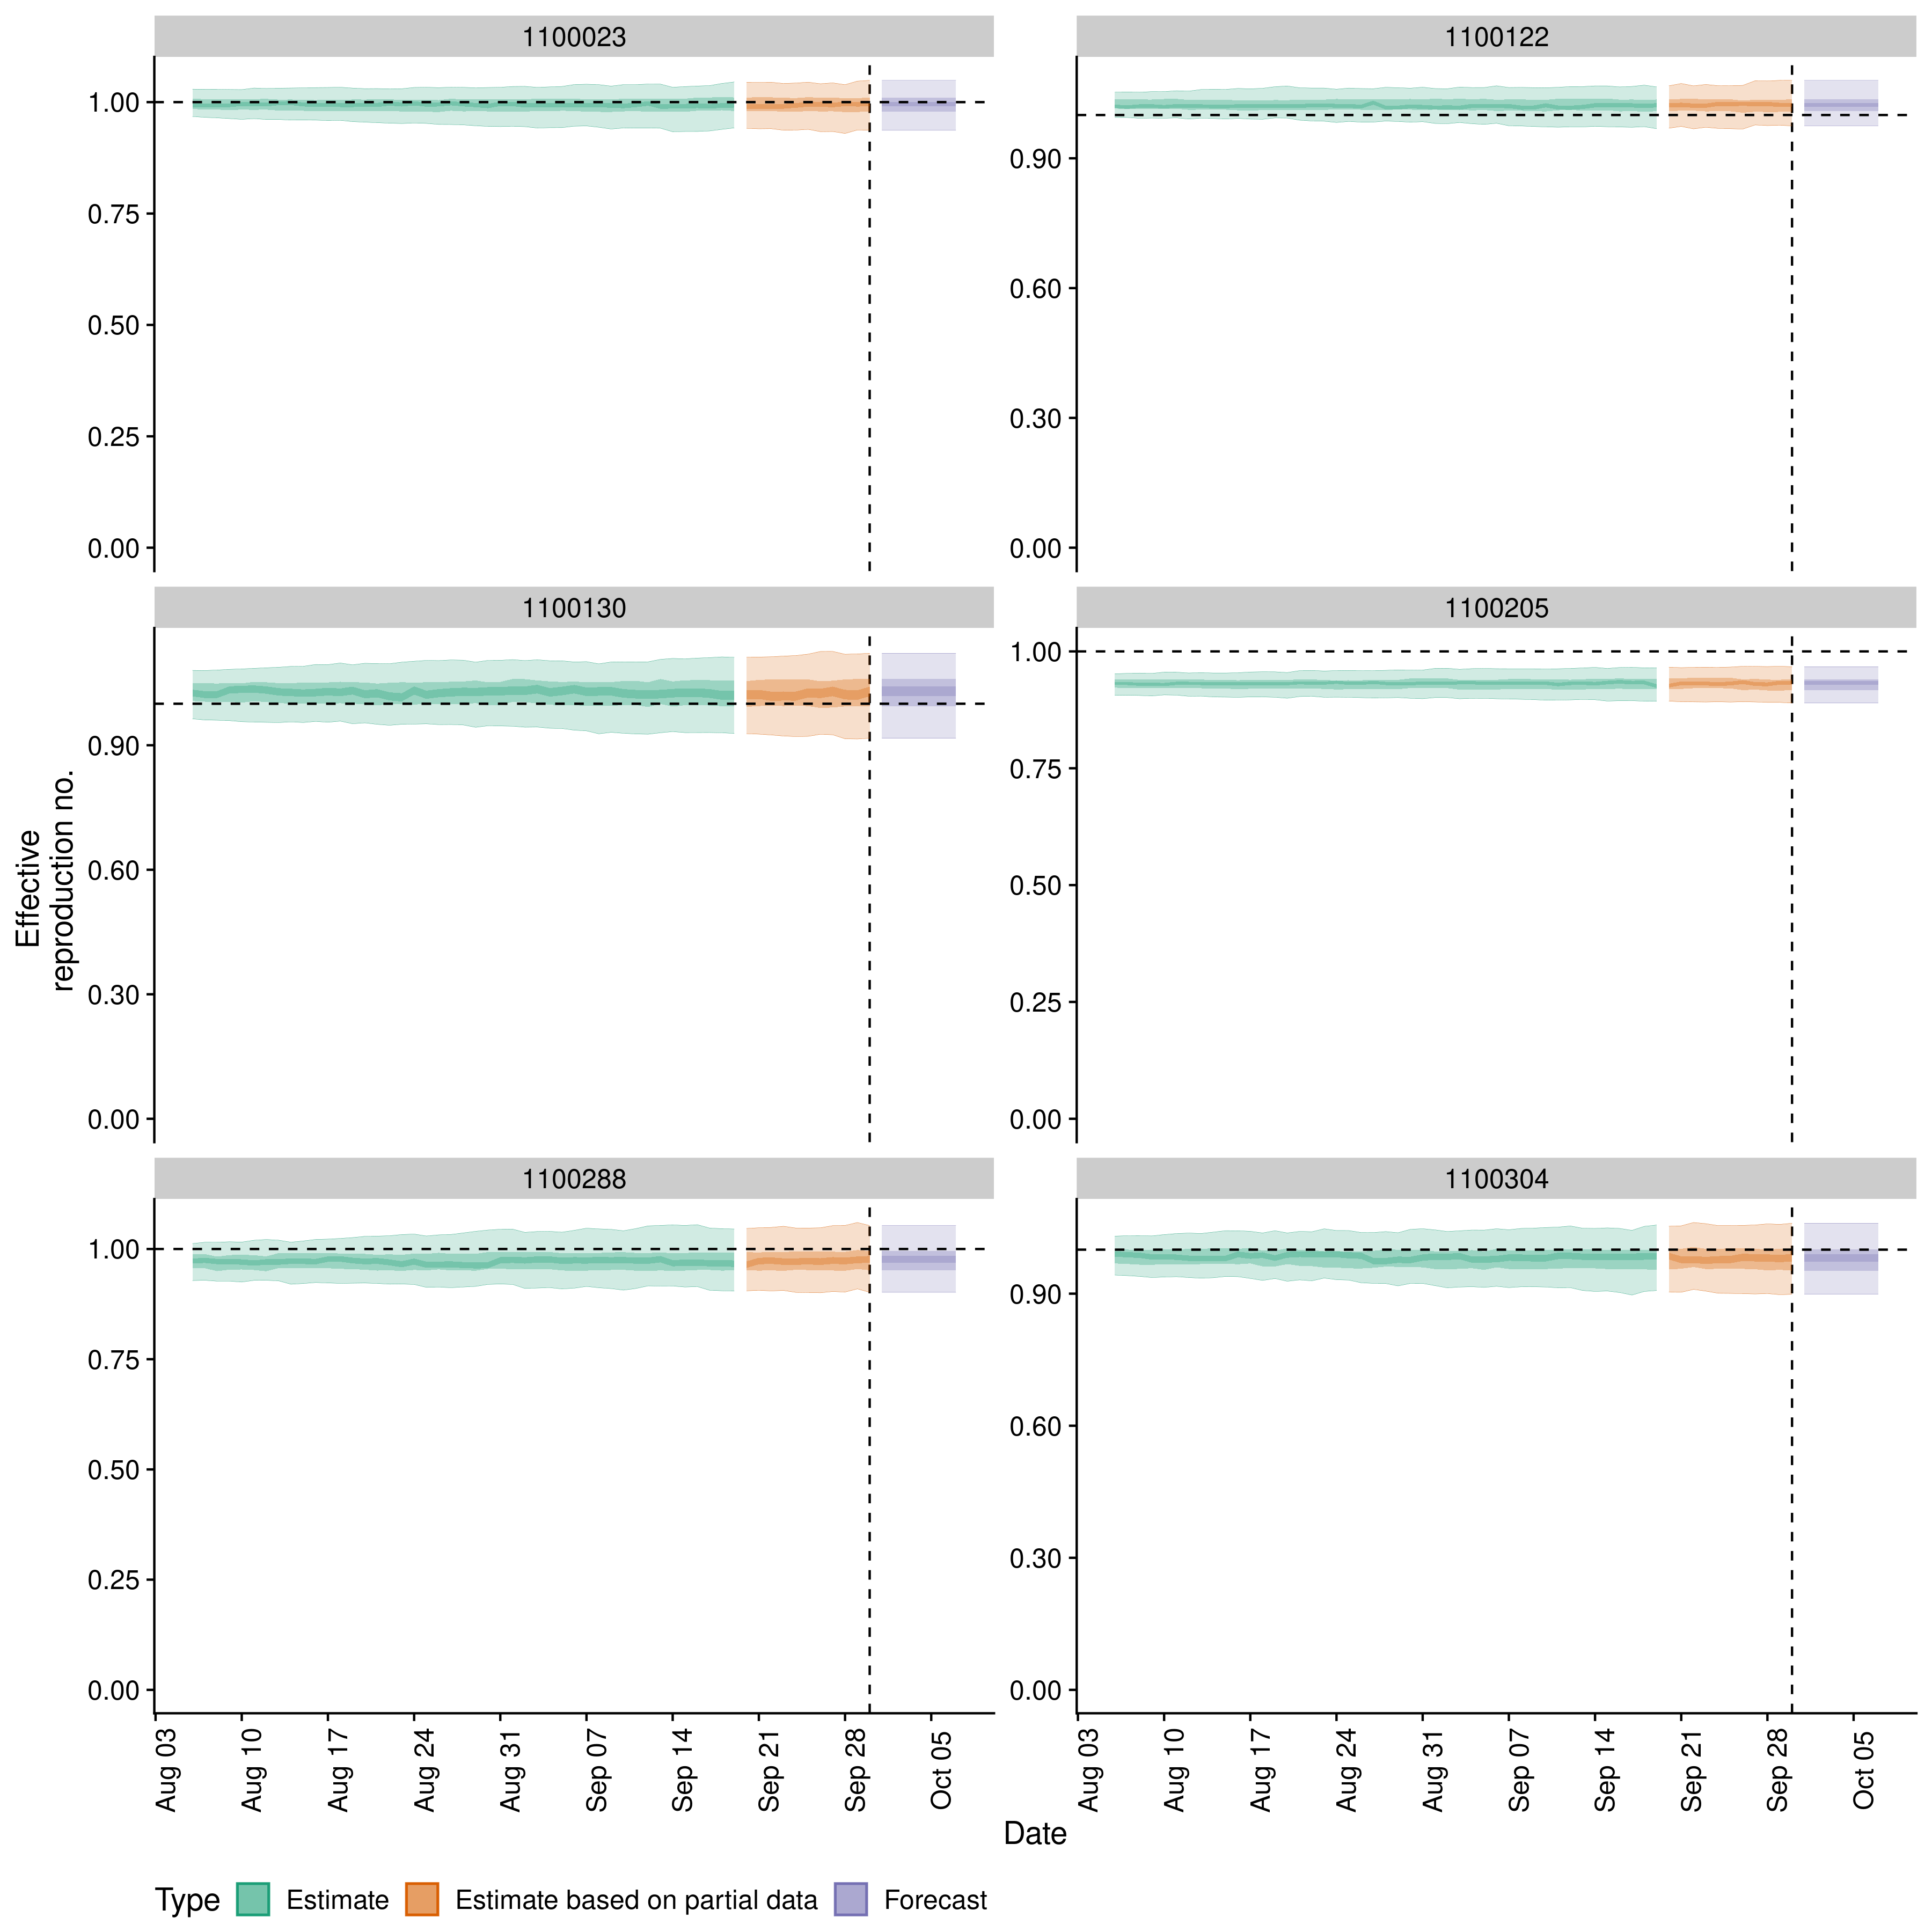 1100023
1100122
1.00
0.75
0.50
0.25
0.00
0.90
0.60
0.30
0.00
1100130
1100205
0.90
0.60
0.30
0.00
1.00
0.75
0.50
0.25
0.00
Effective
reproduction no.
1100288
1100304
1.00
0.75
0.50
0.25
0.00
0.90
0.60
0.30
0.00
Aug 03
Aug 10
Aug 17
Aug 24
Aug 31
Sep 07
Sep 14
Sep 21
Sep 28
Oct 05
Aug 03
Aug 10
Aug 17
Aug 24
Aug 31
Sep 07
Sep 14
Sep 21
Sep 28
Oct 05
Date
Type Estimate Estimate based on partial data Forecast